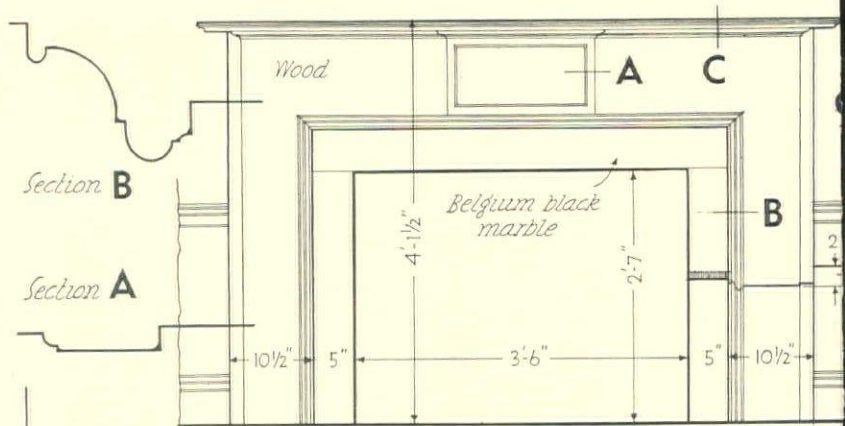 Wood
A
C
Section B
Belgium black
marble
B
4'-1½"
2'-7"
2
Section A
10½"
5"
3'-6"
5"
10½"